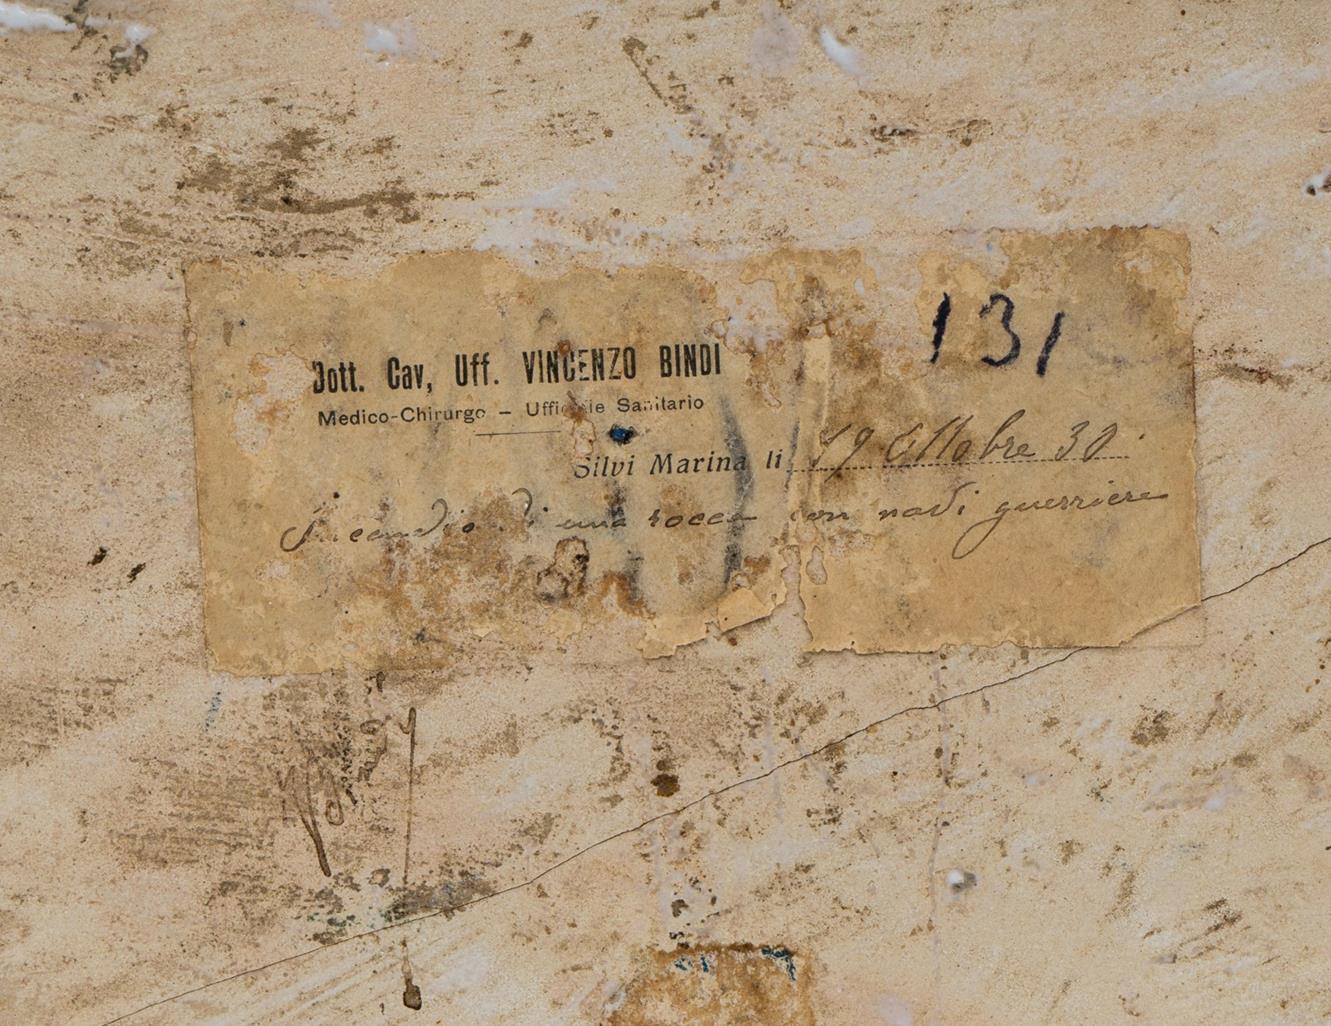 131
Dott. Cav, Uff. VINCENZO BINDI
Medico-Chirurgo – Ufficiale Sanitario
Silvi Marina li 19 Ottobre 30.
Incendio di una rocca con navi guerriere